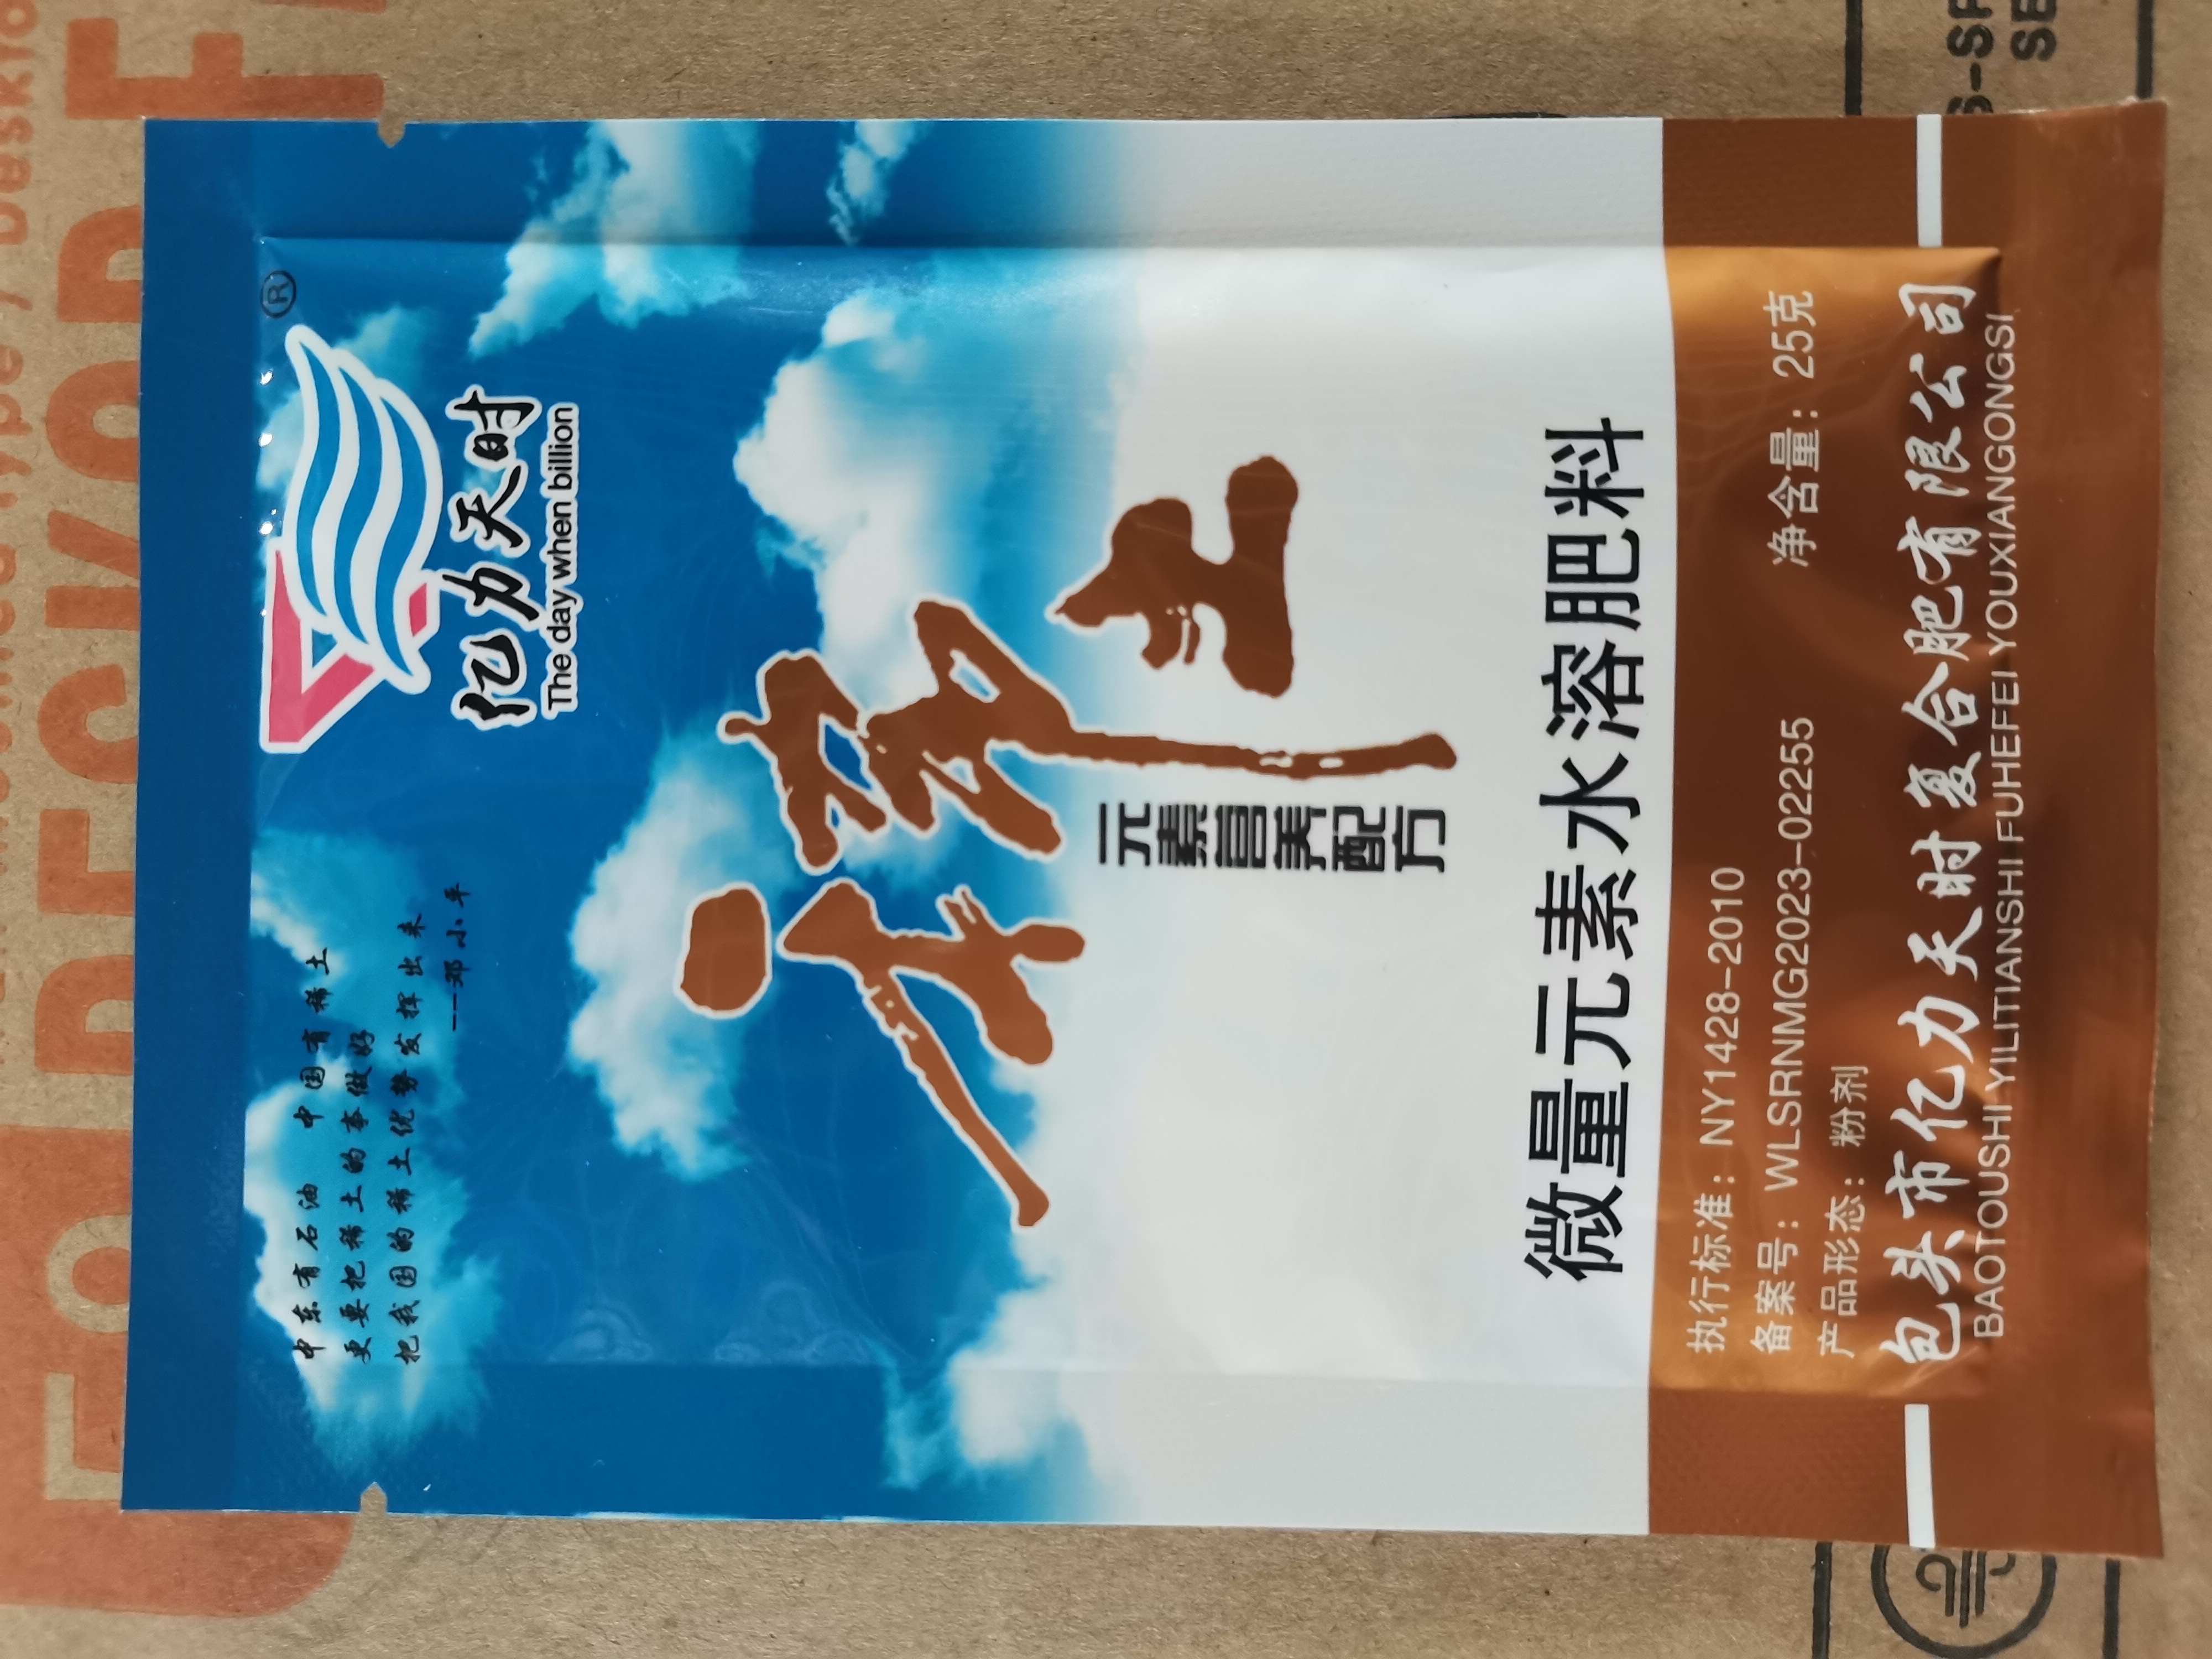 ®
亿力天时
The day when billion
中东有石油 中国有稀土
更要把稀土的事做好
把我国的稀土优势发挥出来
——邓小平
稀土
元素营养配方
微量元素水溶肥料
执行标准：NY1428-2010
备案号：WLSRNMG2023-02255
产品形态：粉剂
净含量：25克
包头市亿力天时复合肥有限公司
BAOTOUSHI YILITIANSHI FUHEFEI YOUXIANGONGSI